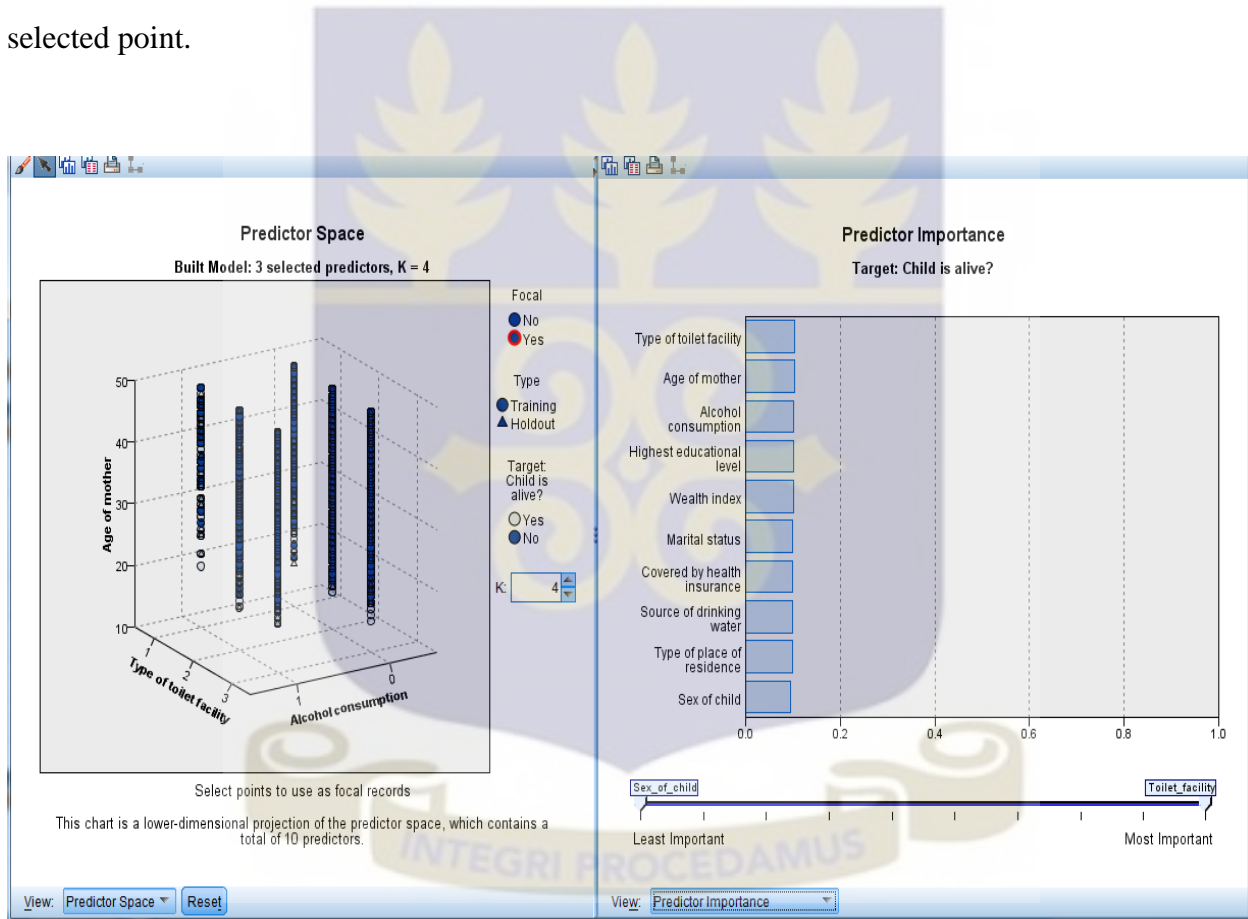 selected point.
Predictor Space
Built Model: 3 selected predictors, K = 4
Focal
No
Yes
Type
Training
Holdout
Target:
Child is
alive?
Yes
No
K: 4
Age of mother
50
40
30
20
10
1
2
3
Type of toilet facility
1
0
Alcohol consumption
Select points to use as focal records
This chart is a lower-dimensional projection of the predictor space, which contains a
total of 10 predictors.
View: Predictor Space Reset
Predictor Importance
Target: Child is alive?
Type of toilet facility
Age of mother
Alcohol
consumption
Highest educational
level
Wealth index
Marital status
Covered by health
insurance
Source of drinking
water
Type of place of
residence
Sex of child
0.0 0.2 0.4 0.6 0.8 1.0
Sex_of_child Toilet_facility
Least Important Most Important
View: Predictor Importance
INTEGRI PROCEDAMUS